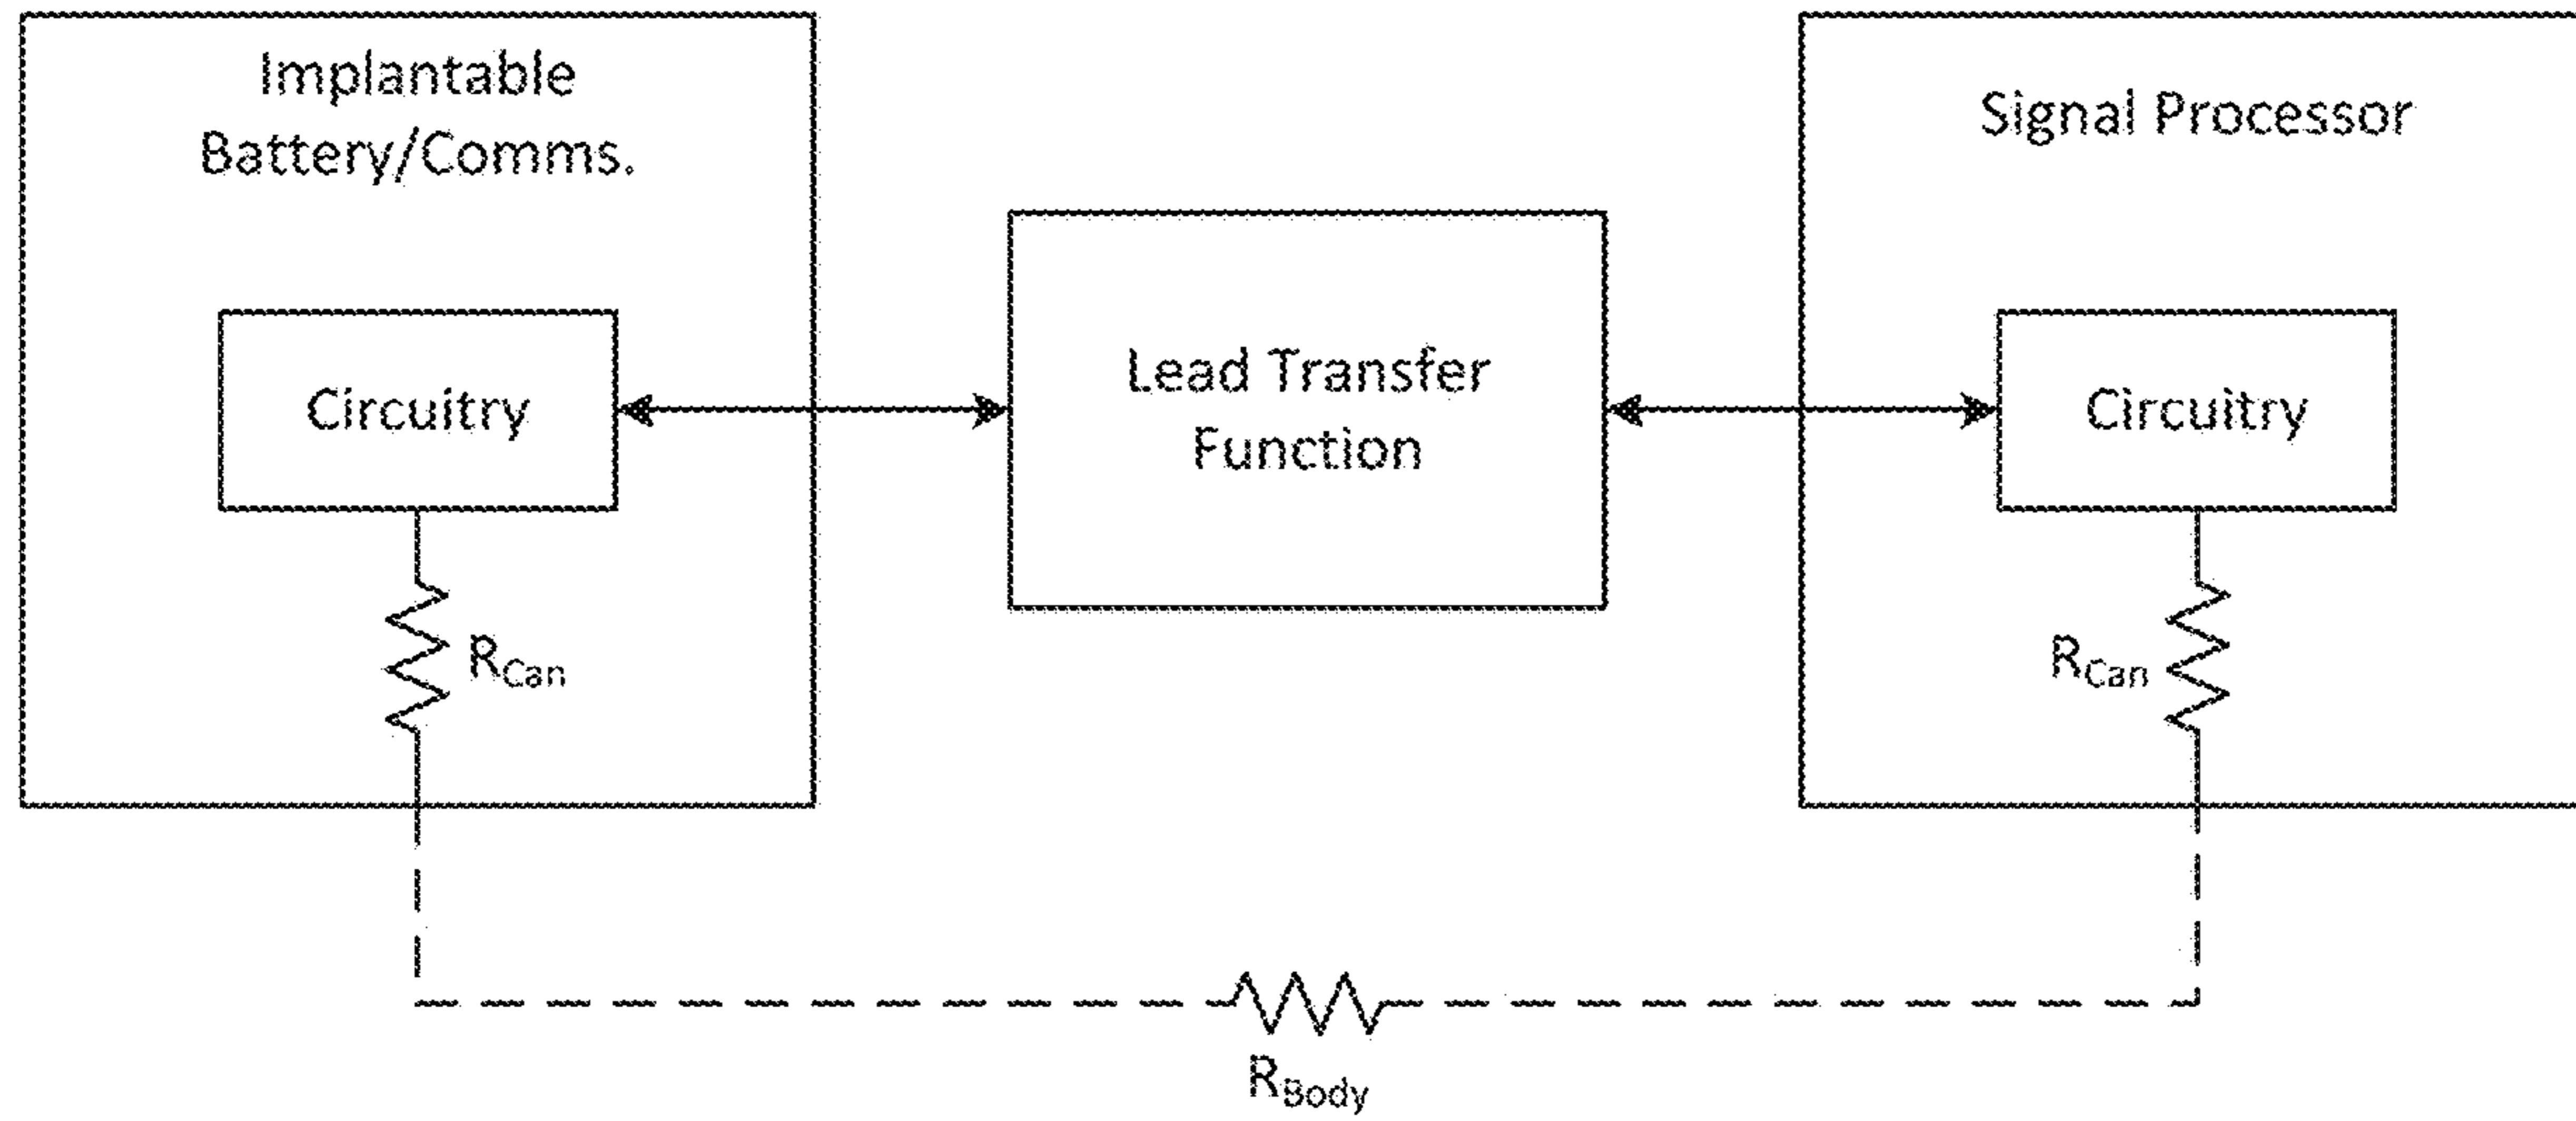 Implantable
Battery/Comms.
Signal Processor
Circuitry
Lead Transfer
Function
Circuitry
RCan
RCan
RBody